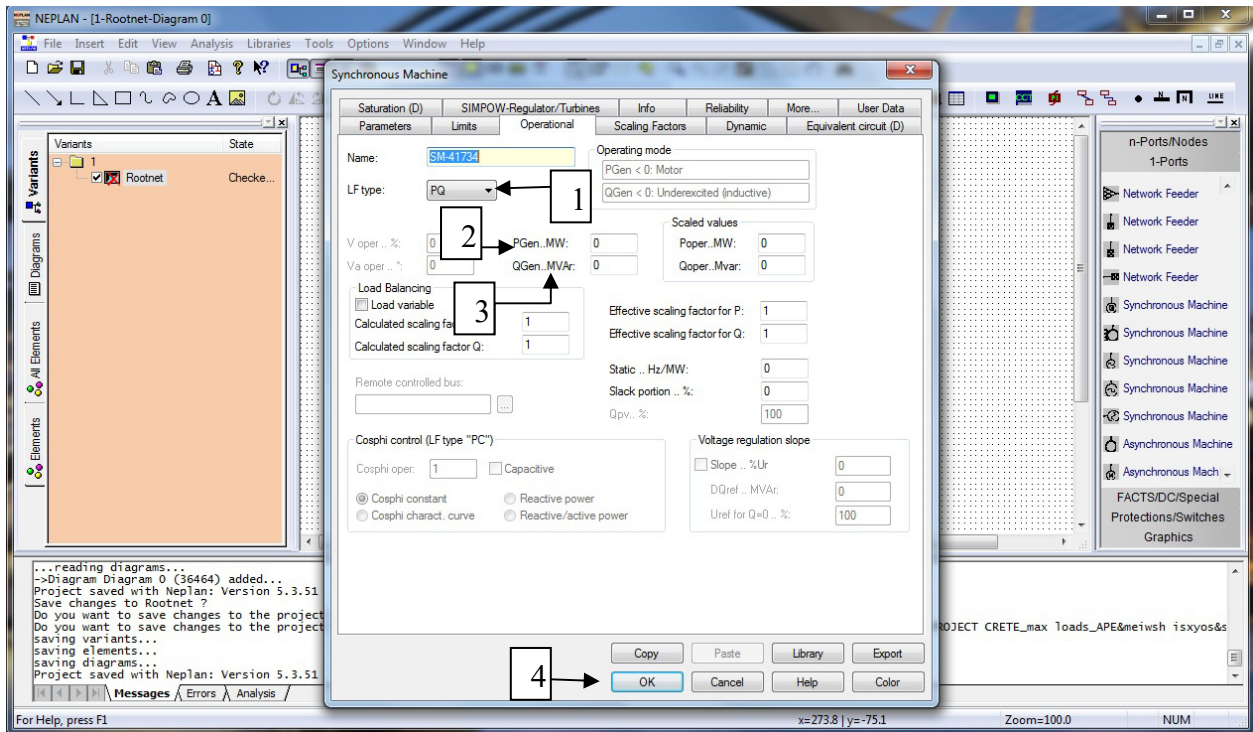 NEPLAN - [1-Rootnet-Diagram 0]
File Insert Edit View Analysis Libraries Tools Options Window Help
Variants State
1
Rootnet Checke...
Variants
Diagrams
All Elements
Elements
Synchronous Machine
Saturation (D) SIMPOW-Regulator/Turbines Info Reliability More... User Data
Parameters Limits Operational Scaling Factors Dynamic Equivalent circuit (D)
Name: SM-41734
Operating mode
PGen < 0: Motor
LF type: PQ
QGen < 0: Underexcited (inductive)
1
2
3
4
Scaled values
V oper .. %: 0 PGen..MW: 0 Poper..MW: 0
Va oper .. °: 0 QGen..MVAr: 0 Qoper..Mvar: 0
Load Balancing
Load variable
Calculated scaling fac 1
Calculated scaling factor Q: 1
Effective scaling factor for P: 1
Effective scaling factor for Q: 1
Static .. Hz/MW: 0
Slack portion .. %: 0
Qpv.. %: 100
Remote controlled bus:
...
Cosphi control (LF type "PC")
Cosphi oper: 1 Capacitive
Cosphi constant Reactive power
Cosphi charact. curve Reactive/active power
Voltage regulation slope
Slope .. %Ur 0
DQref .. MVAr: 0
Uref for Q=0 .. %: 100
Copy Paste Library Export
OK Cancel Help Color
LINE
n-Ports/Nodes
1-Ports
Network Feeder
Network Feeder
Network Feeder
Network Feeder
Synchronous Machine
Synchronous Machine
Synchronous Machine
Synchronous Machine
Synchronous Machine
Asynchronous Machine
Asynchronous Mach
FACTS/DC/Special
Protections/Switches
Graphics
...reading diagrams...
->Diagram Diagram 0 (36464) added...
Project saved with Neplan: Version 5.3.51
Save changes to Rootnet ?
Do you want to save changes to the project
Do you want to save changes to the project ROJECT CRETE_max loads_APE&meiwsh isxyos&s
saving variants...
saving elements...
saving diagrams...
Project saved with Neplan: Version 5.3.51
Messages Errors Analysis
For Help, press F1 x=273.8 | y=-75.1 Zoom=100.0 NUM